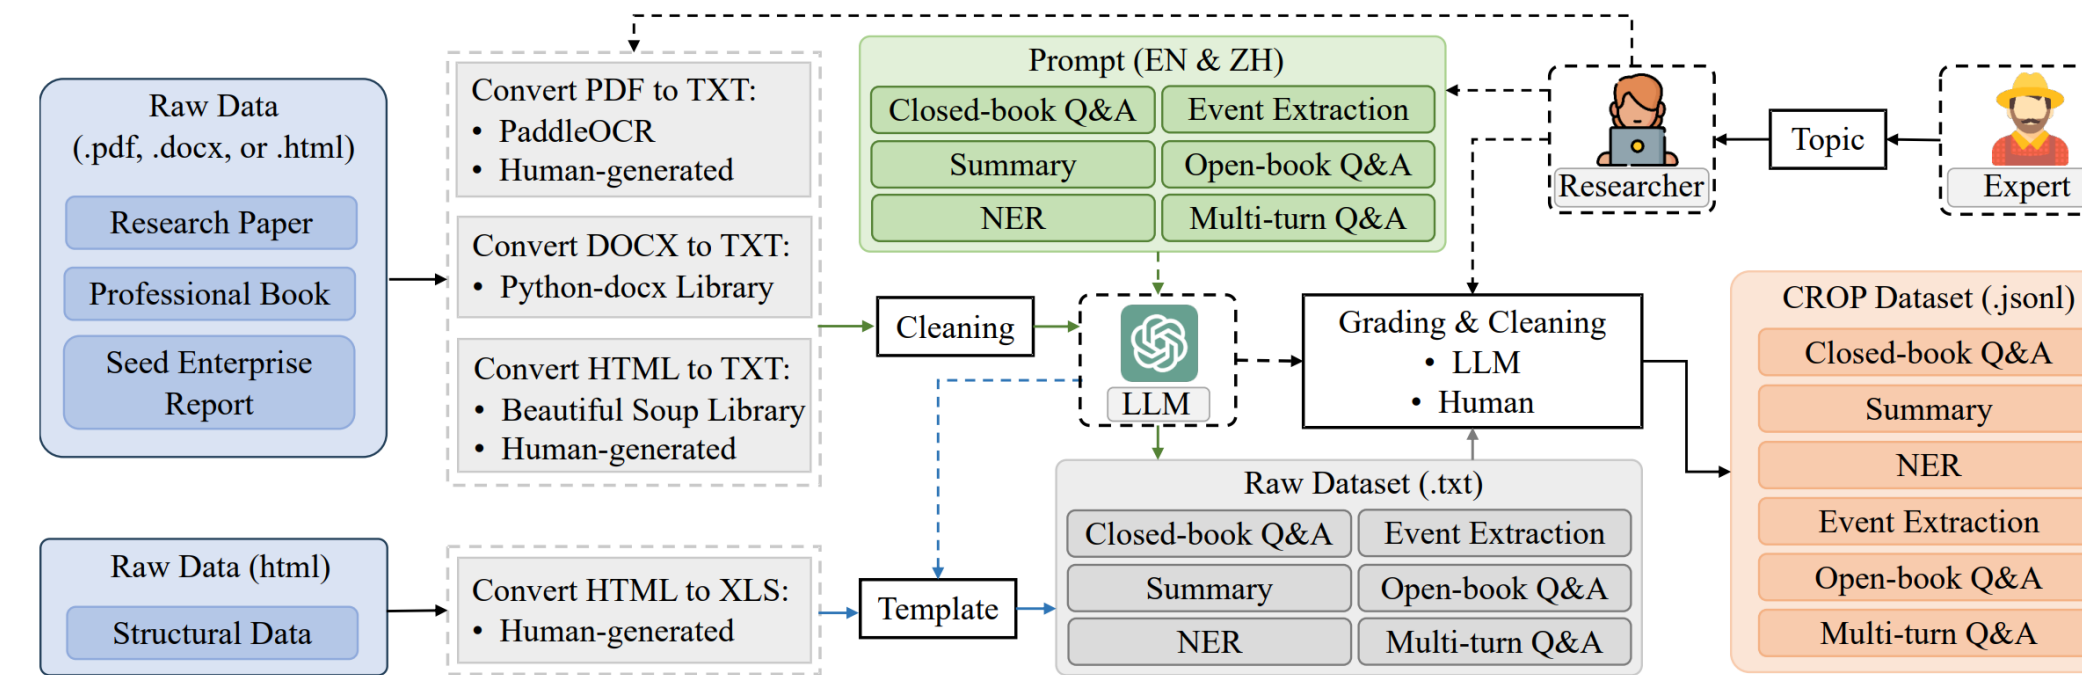 Raw Data
(.pdf, .docx, or .html)
Research Paper
Professional Book
Seed Enterprise
Report
Raw Data (html)
Structural Data
Convert PDF to TXT:
• PaddleOCR
• Human-generated
Convert DOCX to TXT:
• Python-docx Library
Convert HTML to TXT:
• Beautiful Soup Library
• Human-generated
Convert HTML to XLS:
• Human-generated
Cleaning
Template
Prompt (EN & ZH)
Closed-book Q&A
Event Extraction
Summary
Open-book Q&A
NER
Multi-turn Q&A
LLM
Raw Dataset (.txt)
Closed-book Q&A
Event Extraction
Summary
Open-book Q&A
NER
Multi-turn Q&A
Grading & Cleaning
• LLM
• Human
Researcher
Topic
Expert
CROP Dataset (.jsonl)
Closed-book Q&A
Summary
NER
Event Extraction
Open-book Q&A
Multi-turn Q&A